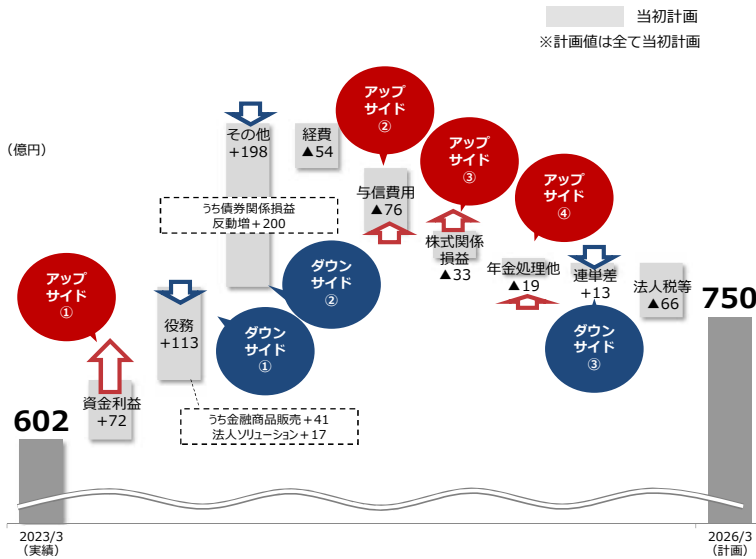 当初計画
※計画値は全て当初計画
(億円)
アップ
サイド
①
アップ
サイド
②
アップ
サイド
③
アップ
サイド
④
ダウン
サイド
①
ダウン
サイド
②
ダウン
サイド
③
602
資金利益
+72
役務
+113
うち金融商品販売+41
法人ソリューション+17
その他
+198
うち債券関係損益
反動増+200
経費
▲54
与信費用
▲76
株式関係
損益
▲33
年金処理他
▲19
連単差
+13
法人税等
▲66
750
2023/3
(実績)
2026/3
(計画)